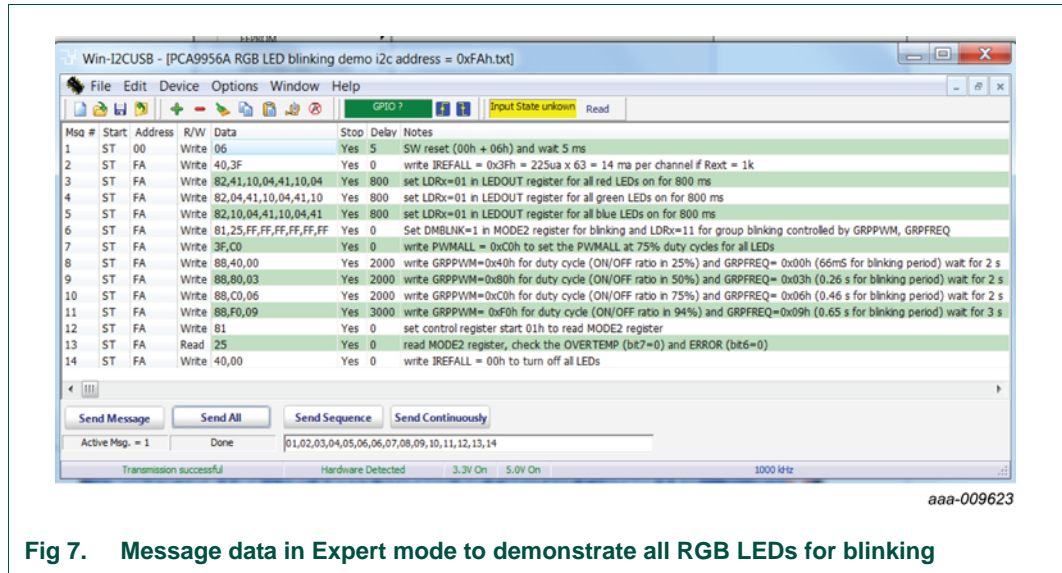 EEPROM
Win-I2CUSB - [PCA9956A RGB LED blinking demo i2c address = 0xFAh.txt]
File Edit Device Options Window Help
GPIO ? Input State unkown Read
Msg # Start Address R/W Data Stop Delay Notes
1 ST 00 Write 06 Yes 5 SW reset (00h + 06h) and wait 5 ms
2 ST FA Write 40,3F Yes 0 write IREFALL = 0x3Fh = 225ua x 63 = 14 ma per channel if Rext = 1k
3 ST FA Write 82,41,10,04,41,10,04 Yes 800 set LDRx=01 in LEDOUT register for all red LEDs on for 800 ms
4 ST FA Write 82,04,41,10,04,41,10 Yes 800 set LDRx=01 in LEDOUT register for all green LEDs on for 800 ms
5 ST FA Write 82,10,04,41,10,04,41 Yes 800 set LDRx=01 in LEDOUT register for all blue LEDs on for 800 ms
6 ST FA Write 81,25,FF,FF,FF,FF,FF,FF Yes 0 Set DMBLNK=1 in MODE2 register for blinking and LDRx=11 for group blinking controlled by GRPPWM, GRPFREQ
7 ST FA Write 3F,C0 Yes 0 write PWMALL = 0xC0h to set the PWMALL at 75% duty cycles for all LEDs
8 ST FA Write 88,40,00 Yes 2000 write GRPPWM=0x40h for duty cycle (ON/OFF ratio in 25%) and GRPFREQ= 0x00h (66mS for blinking period) wait for 2 s
9 ST FA Write 88,80,03 Yes 2000 write GRPPWM=0x80h for duty cycle (ON/OFF ratio in 50%) and GRPFREQ= 0x03h (0.26 s for blinking period) wait for 2 s
10 ST FA Write 88,C0,06 Yes 2000 write GRPPWM=0xC0h for duty cycle (ON/OFF ratio in 75%) and GRPFREQ= 0x06h (0.46 s for blinking period) wait for 2 s
11 ST FA Write 88,F0,09 Yes 3000 write GRPPWM= 0xF0h for duty cycle (ON/OFF ratio in 94%) and GRPFREQ=0x09h (0.65 s for blinking period) wait for 3 s
12 ST FA Write 81 Yes 0 set control register start 01h to read MODE2 register
13 ST FA Read 25 Yes 0 read MODE2 register, check the OVERTEMP (bit7=0) and ERROR (bit6=0)
14 ST FA Write 40,00 Yes 0 write IREFALL = 00h to turn off all LEDs
Send Message Send All Send Sequence Send Continuously
Active Msg. = 1 Done 01,02,03,04,05,06,06,07,08,09,10,11,12,13,14
Transmission successful Hardware Detected 3.3V On 5.0V On 1000 kHz
aaa-009623
Fig 7. Message data in Expert mode to demonstrate all RGB LEDs for blinking